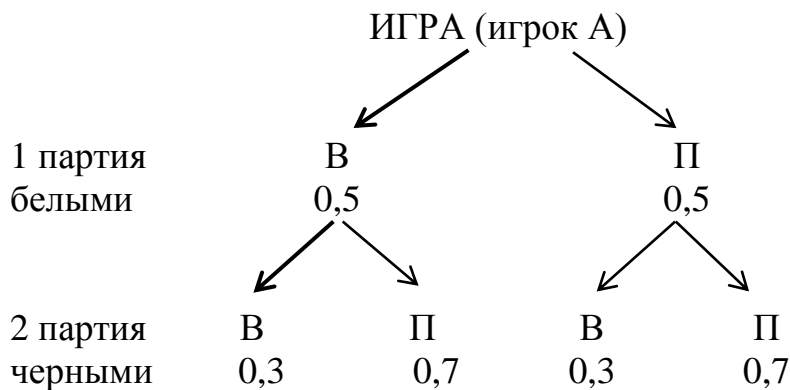 ИГРА (игрок А)
1 партия В П
белыми 0,5 0,5
2 партия В П В П
черными 0,3 0,7 0,3 0,7